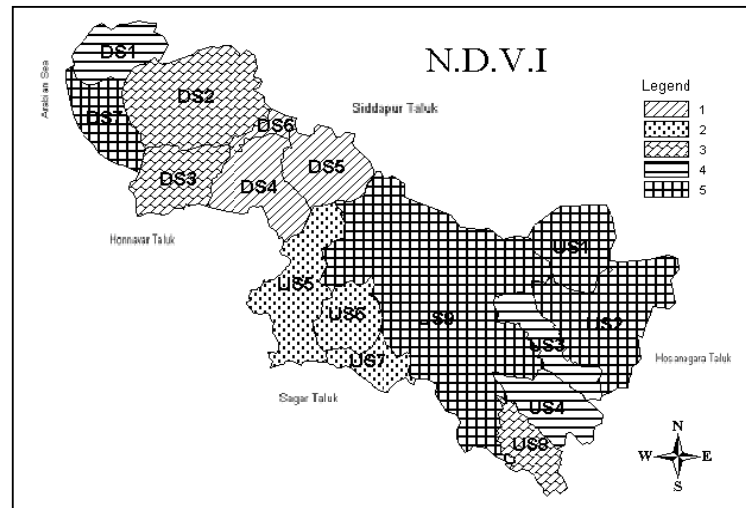 N.D.V.I
Legend
1
2
3
4
5
Arabian Sea
Siddapur Taluk
Honnavar Taluk
Sagar Taluk
Hosanagara Taluk
DS1
DS2
DS7
DS6
DS3
DS4
DS5
US1
US5
US6
US9
US2
US3
US7
US4
US8
N
W
E
S